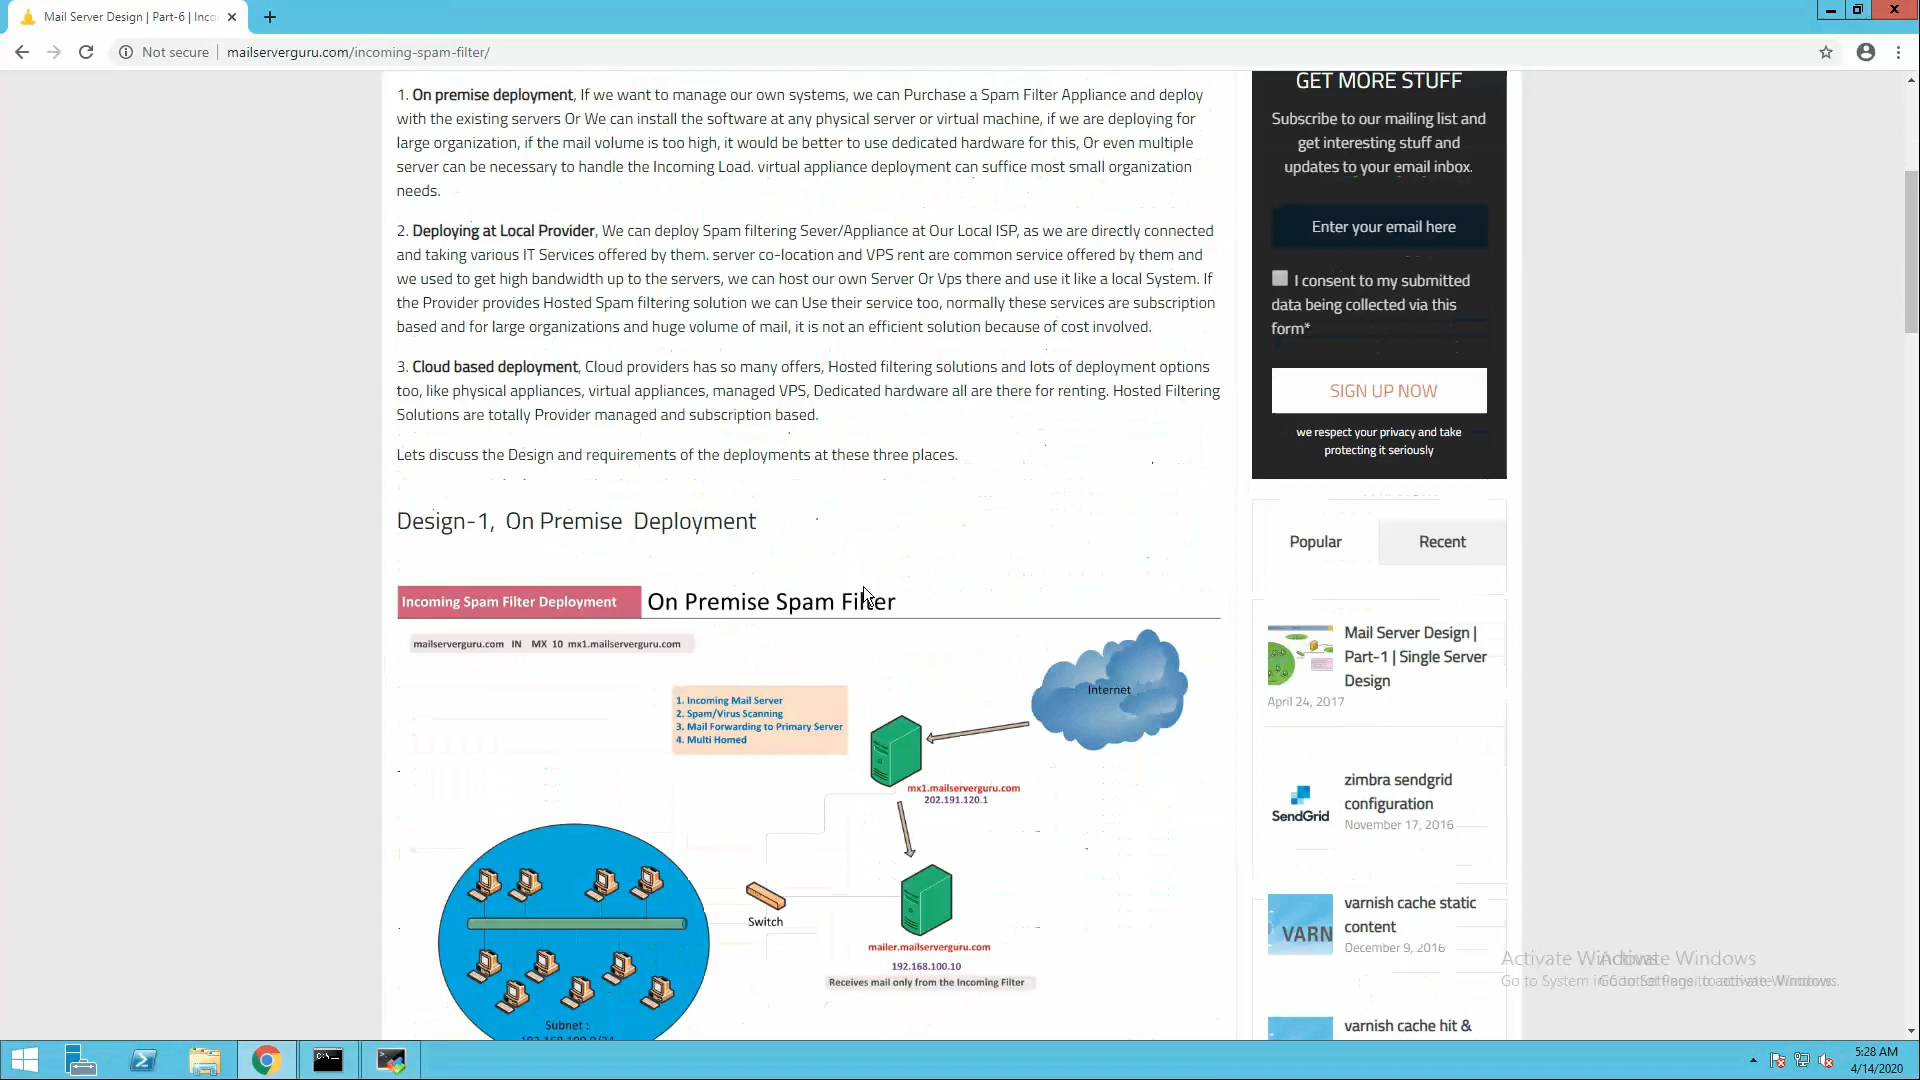 Mail Server Design | Part-6 | Inco
Not secure
mailserverguru.com/incoming-spam-filter/
1. On premise deployment, If we want to manage our own systems, we can Purchase a Spam Filter Appliance and deploy
with the existing servers Or We can install the software at any physical server or virtual machine, if we are deploying for
large organization, if the mail volume is too high, it would be better to use dedicated hardware for this, Or even multiple
server can be necessary to handle the Incoming Load. virtual appliance deployment can suffice most small organization
needs.
2. Deploying at Local Provider, We can deploy Spam filtering Sever/Appliance at Our Local ISP, as we are directly connected
and taking various IT Services offered by them. server co-location and VPS rent are common service offered by them and
we used to get high bandwidth up to the servers, we can host our own Server Or Vps there and use it like a local System. If
the Provider provides Hosted Spam filtering solution we can Use their service too, normally these services are subscription
based and for large organizations and huge volume of mail, it is not an efficient solution because of cost involved.
3. Cloud based deployment, Cloud providers has so many offers, Hosted filtering solutions and lots of deployment options
too, like physical appliances, virtual appliances, managed VPS, Dedicated hardware all are there for renting. Hosted Filtering
Solutions are totally Provider managed and subscription based.
Lets discuss the Design and requirements of the deployments at these three places.
Design-1, On Premise Deployment
Incoming Spam Filter Deployment
On Premise Spam Filter
mailserverguru.com IN MX 10 mx1.mailserverguru.com
1. Incoming Mail Server
2. Spam/Virus Scanning
3. Mail Forwarding to Primary Server
4. Multi Homed
Internet
mx1.mailserverguru.com
202.191.120.1
Switch
mailer.mailserverguru.com
192.168.100.10
Receives mail only from the Incoming Filter
Subnet :
GET MORE STUFF
Subscribe to our mailing list and
get interesting stuff and
updates to your email inbox.
Enter your email here
I consent to my submitted
data being collected via this
form*
SIGN UP NOW
we respect your privacy and take
protecting it seriously
Popular
Recent
Mail Server Design |
Part-1 | Single Server
Design
April 24, 2017
SendGrid
zimbra sendgrid
configuration
November 17, 2016
VARN
varnish cache static
content
December 9, 2016
varnish cache hit &
Activate Windows
5:28 AM
4/14/2020